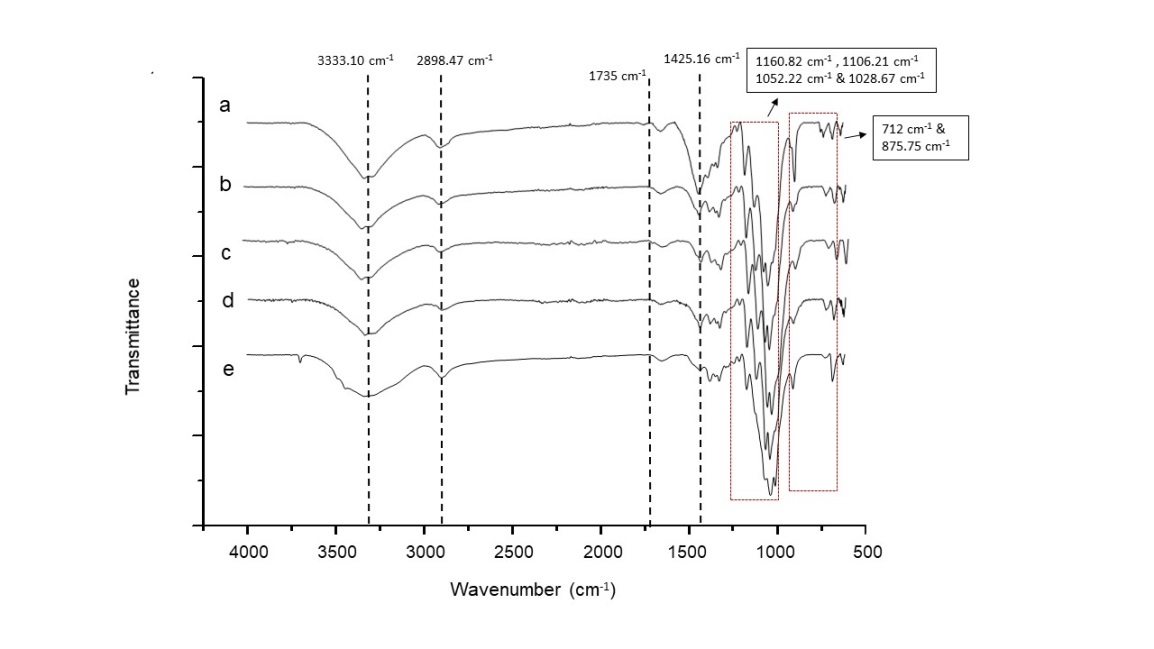 3333.10 cm⁻¹
2898.47 cm⁻¹
1735 cm⁻¹
1425.16 cm⁻¹
1160.82 cm⁻¹ , 1106.21 cm⁻¹
1052.22 cm⁻¹ & 1028.67 cm⁻¹
712 cm⁻¹ &
875.75 cm⁻¹
a
b
c
d
e
Transmittance
4000 3500 3000 2500 2000 1500 1000 500
Wavenumber (cm⁻¹)